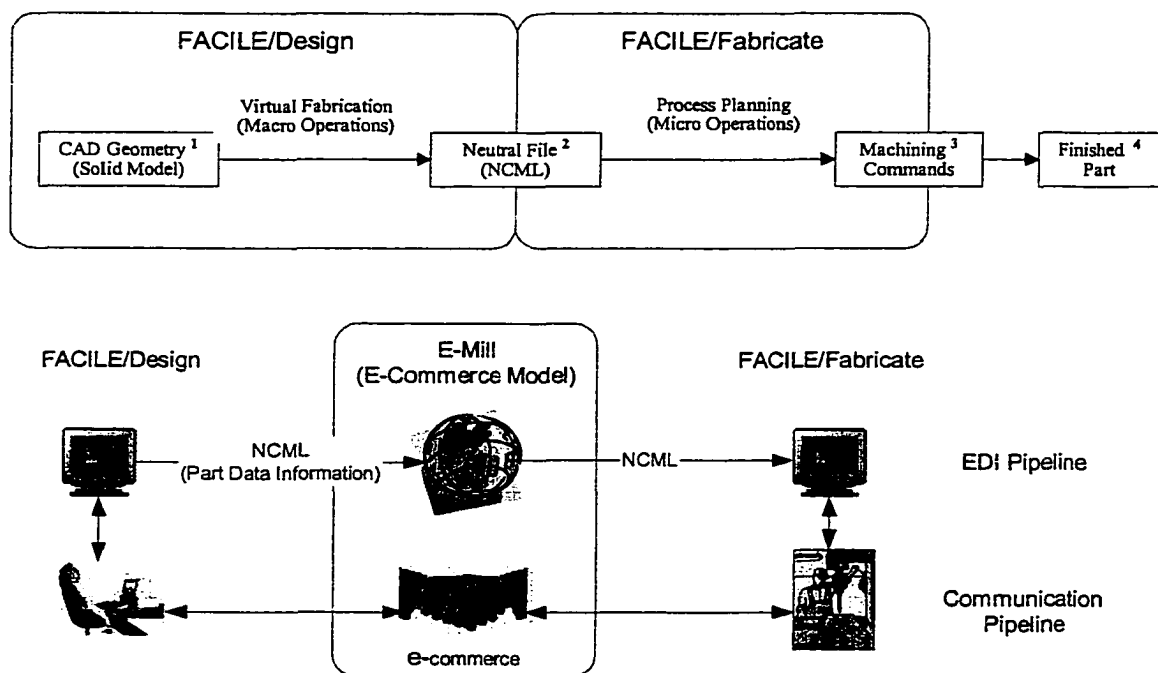 FACILE/Design
FACILE/Fabricate
Virtual Fabrication
(Macro Operations)
Process Planning
(Micro Operations)
CAD Geometry 1
(Solid Model)
Neutral File 2
(NCML)
Machining 3
Commands
Finished 4
Part
FACILE/Design
E-Mill
(E-Commerce Model)
FACILE/Fabricate
NCML
(Part Data Information)
NCML
EDI Pipeline
Communication
Pipeline
e-commerce